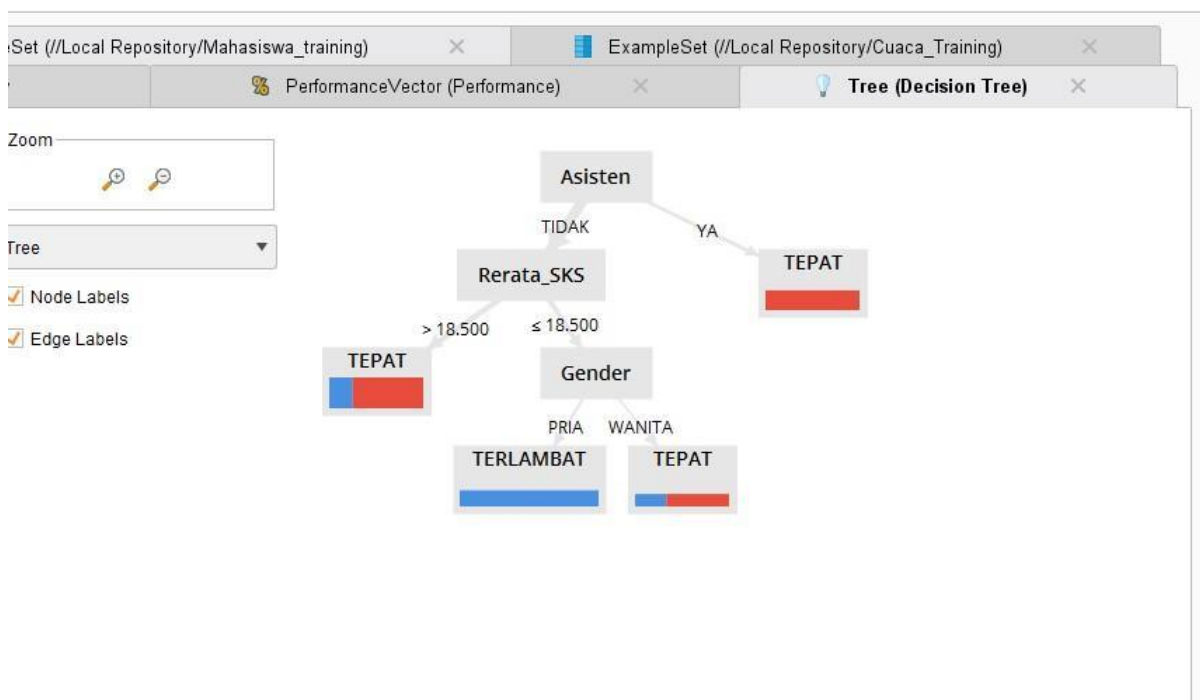 Set (//Local Repository/Mahasiswa_training)
ExampleSet (//Local Repository/Cuaca_Training)
% PerformanceVector (Performance)
Tree (Decision Tree)
Zoom
Tree
Node Labels
Edge Labels
Asisten
TIDAK
YA
Rerata_SKS
TEPAT
> 18.500
≤ 18.500
TEPAT
Gender
PRIA
WANITA
TERLAMBAT
TEPAT